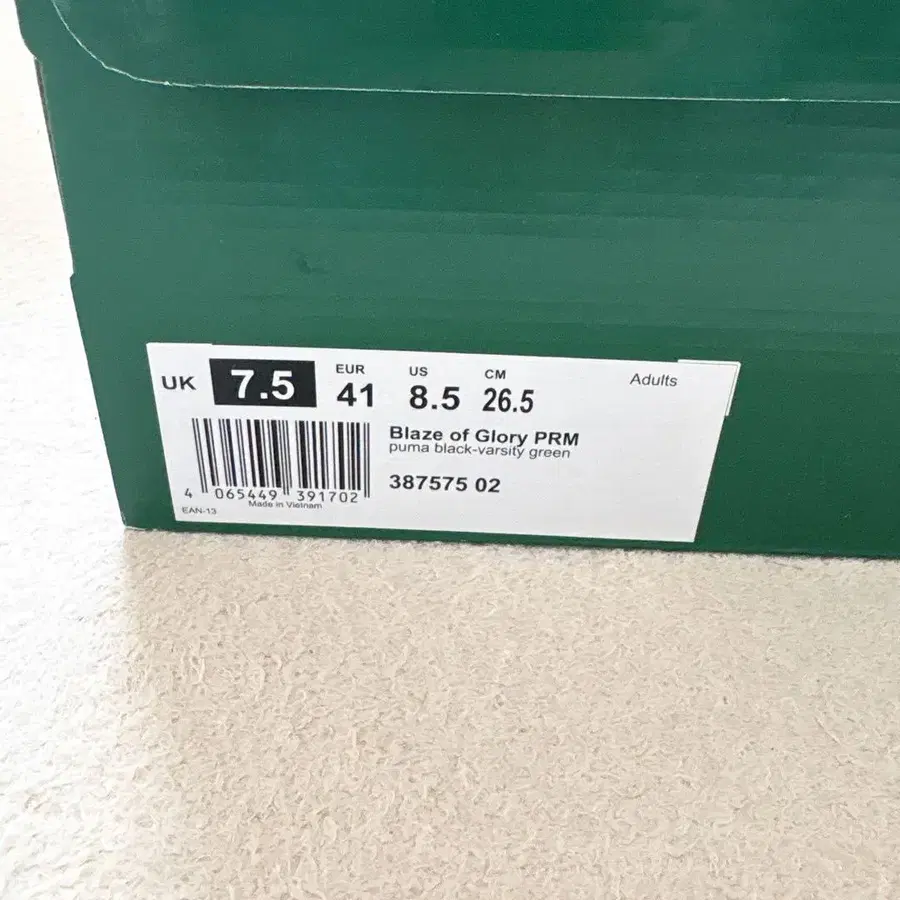 UK 7.5 EUR 41 US 8.5 CM 26.5 Adults
Blaze of Glory PRM
puma black-varsity green
387575 02
4 065449 391702
Made in Vietnam
EAN-13